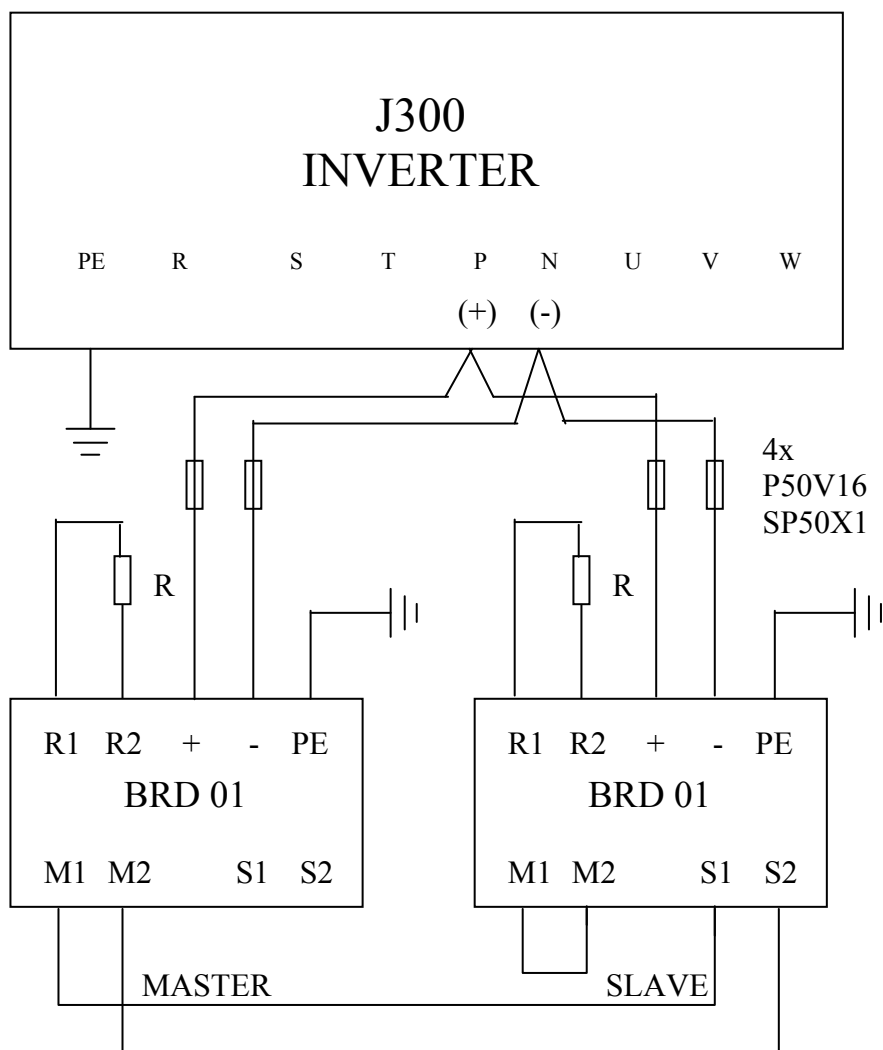 J300
INVERTER
PE R S T P N U V W
(+) (-)
4x
P50V16
SP50X1
R R
R1 R2 + - PE R1 R2 + - PE
BRD 01 BRD 01
M1 M2 S1 S2 M1 M2 S1 S2
MASTER SLAVE